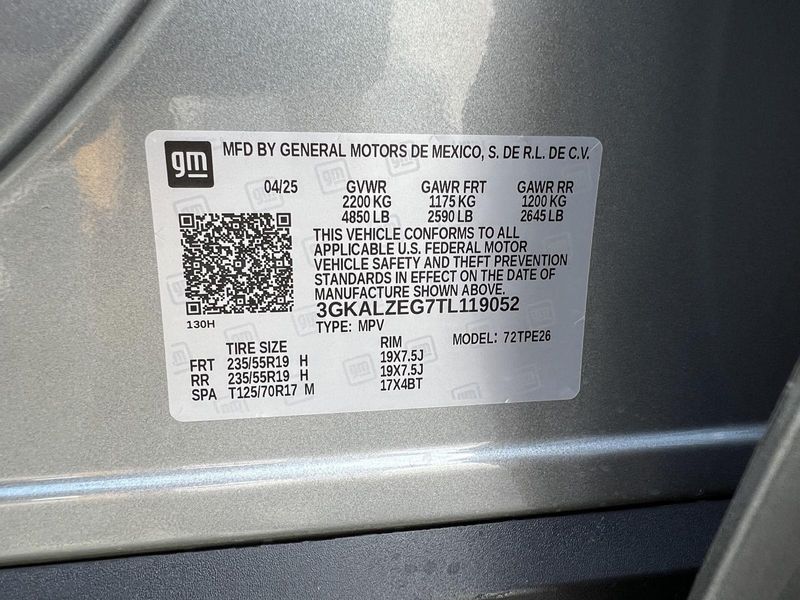 gm MFD BY GENERAL MOTORS DE MEXICO, S. DE R.L. DE C.V.
04/25 GVWR GAWR FRT GAWR RR
2200 KG 1175 KG 1200 KG
4850 LB 2590 LB 2645 LB
THIS VEHICLE CONFORMS TO ALL
APPLICABLE U.S. FEDERAL MOTOR
VEHICLE SAFETY AND THEFT PREVENTION
STANDARDS IN EFFECT ON THE DATE OF
MANUFACTURE SHOWN ABOVE.
3GKALZEG7TL119052
130H
TYPE: MPV
TIRE SIZE RIM MODEL: 72TPE26
FRT 235/55R19 H 19X7.5J
RR 235/55R19 H 19X7.5J
SPA T125/70R17 M 17X4BT